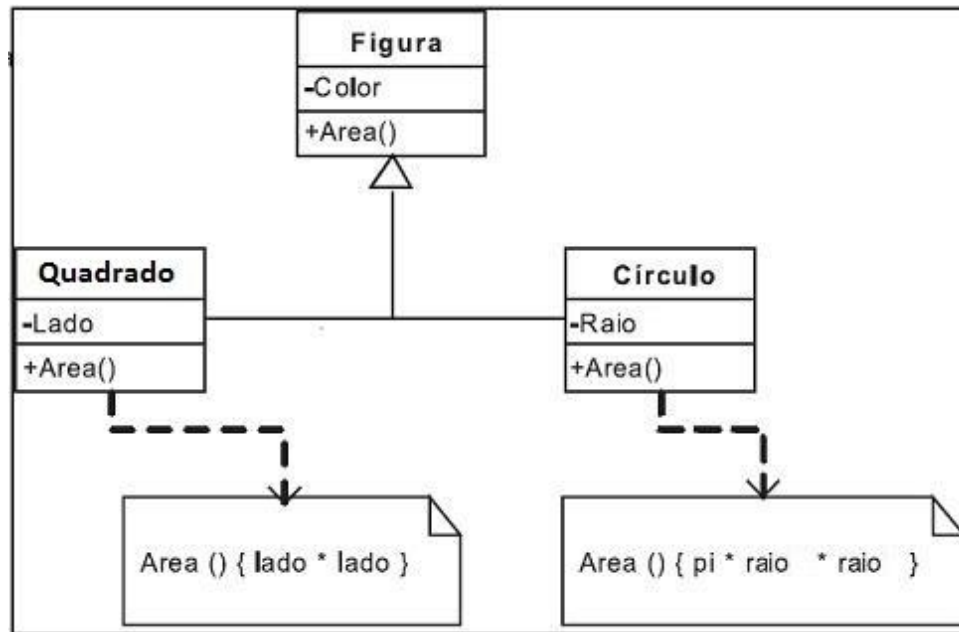 Figura
-Color
+Area()
Quadrado
-Lado
+Area()
Círculo
-Raio
+Area()
Area () { lado * lado }
Area () { pi * raio * raio }